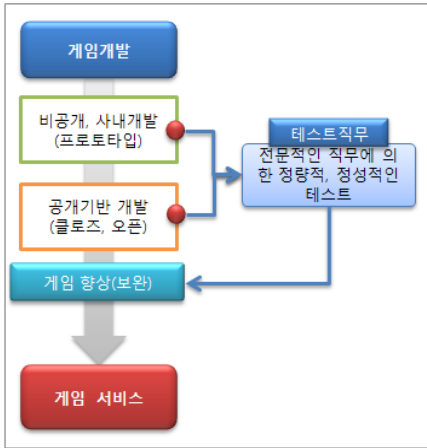 게임개발
비공개, 사내개발
(프로토타입)
테스트직무
전문적인 직무에 의
한 정량적, 정성적인
테스트
공개기반 개발
(클로즈, 오픈)
게임 향상(보완)
게임 서비스